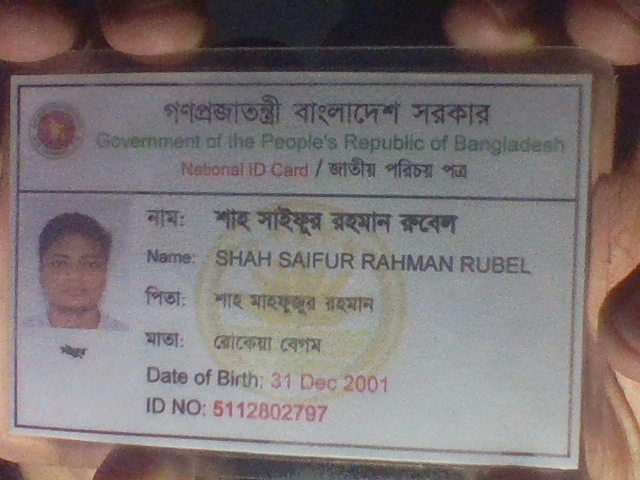 গণপ্রজাতন্ত্রী বাংলাদেশ সরকার
Government of the People's Republic of Bangladesh
National ID Card / জাতীয় পরিচয় পত্র
নাম: শাহ সাইফুর রহমান রুবেল
Name: SHAH SAIFUR RAHMAN RUBEL
পিতা: শাহ মাহফুজুর রহমান
মাতা: রোকেয়া বেগম
Date of Birth: 31 Dec 2001
ID NO: 5112802797